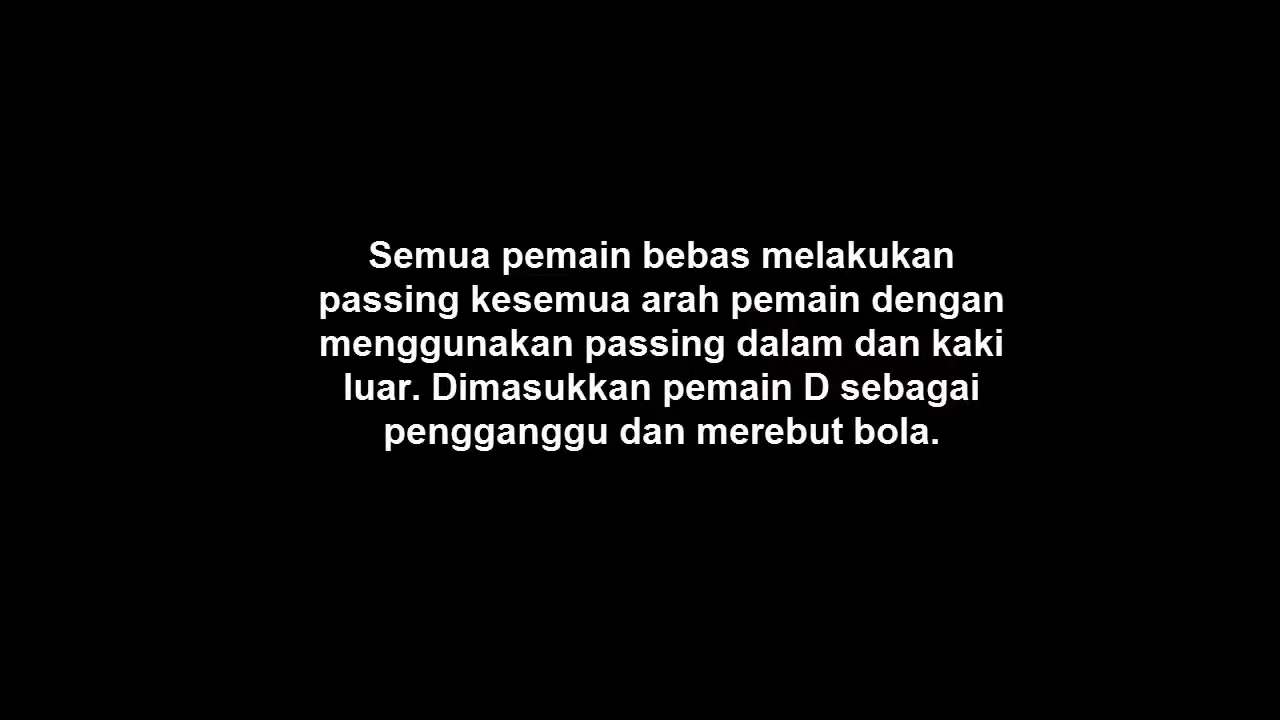 Semua pemain bebas melakukan
passing kesemua arah pemain dengan
menggunakan passing dalam dan kaki
luar. Dimasukkan pemain D sebagai
pengganggu dan merebut bola.